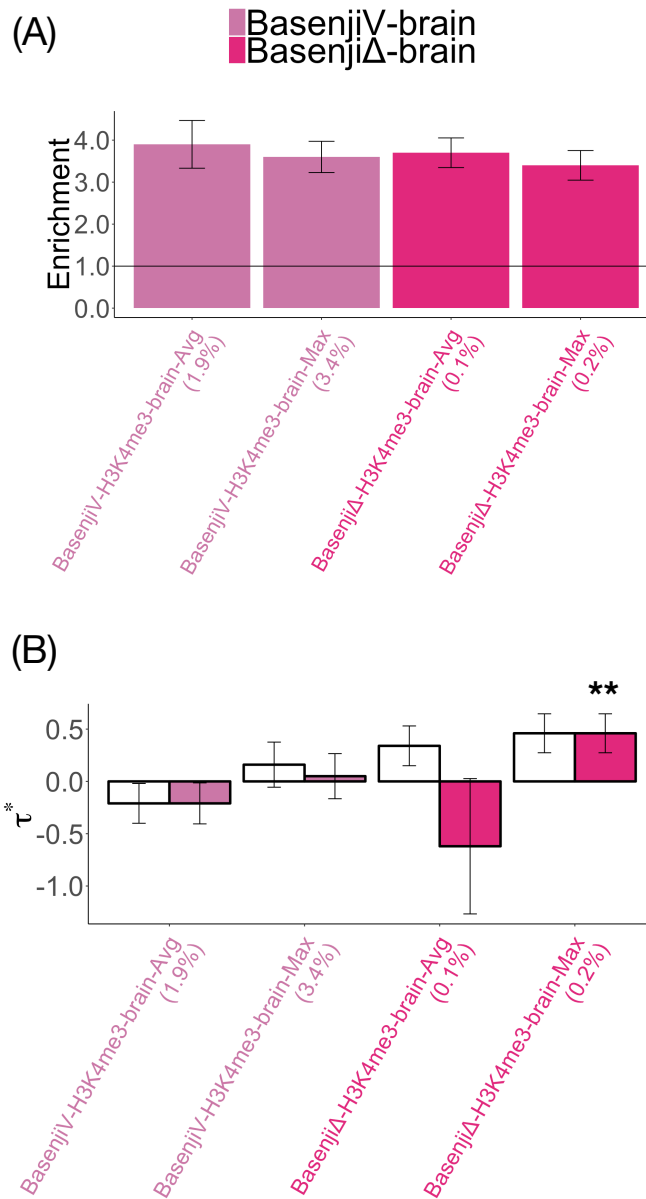 (A)
BasenjiV-brain
BasenjiΔ-brain
Enrichment
4.0
3.0
2.0
1.0
0.0
BasenjiV-H3K4me3-brain-Avg
(1.9%)
BasenjiV-H3K4me3-brain-Max
(3.4%)
BasenjiΔ-H3K4me3-brain-Avg
(0.1%)
BasenjiΔ-H3K4me3-brain-Max
(0.2%)
(B)
**
τ*
0.5
0.0
-0.5
-1.0
BasenjiV-H3K4me3-brain-Avg
(1.9%)
BasenjiV-H3K4me3-brain-Max
(3.4%)
BasenjiΔ-H3K4me3-brain-Avg
(0.1%)
BasenjiΔ-H3K4me3-brain-Max
(0.2%)